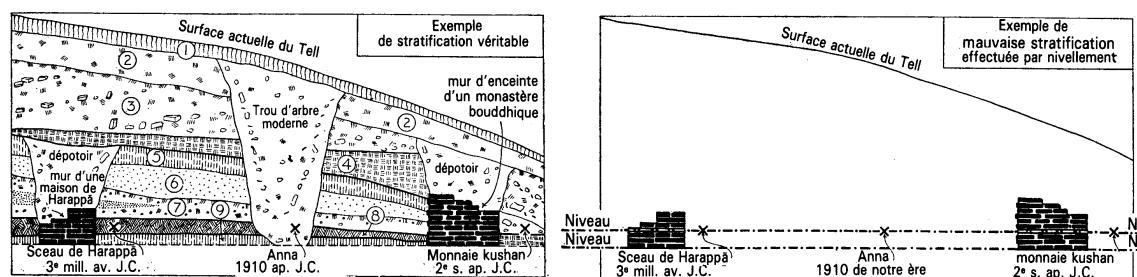 Surface actuelle du Tell
Exemple
de stratification véritable
1
2
3
mur d'enceinte
d'un monastère
bouddhique
Trou d'arbre
moderne
2
dépotoir
mur d'une
maison de
Harappā
5
6
7
9
4
dépotoir
8
Sceau de Harappā
3e mill. av. J.C.
Anna
1910 ap. J.C.
Monnaie kushan
2e s. ap. J.C.
Surface actuelle du Tell
Exemple de
mauvaise stratification
effectuée par nivellement
Niveau
N
Niveau
N
Sceau de Harappā
3e mill. av. J.C.
Anna
1910 de notre ère
Monnaie kushan
2e s. ap. J.C.